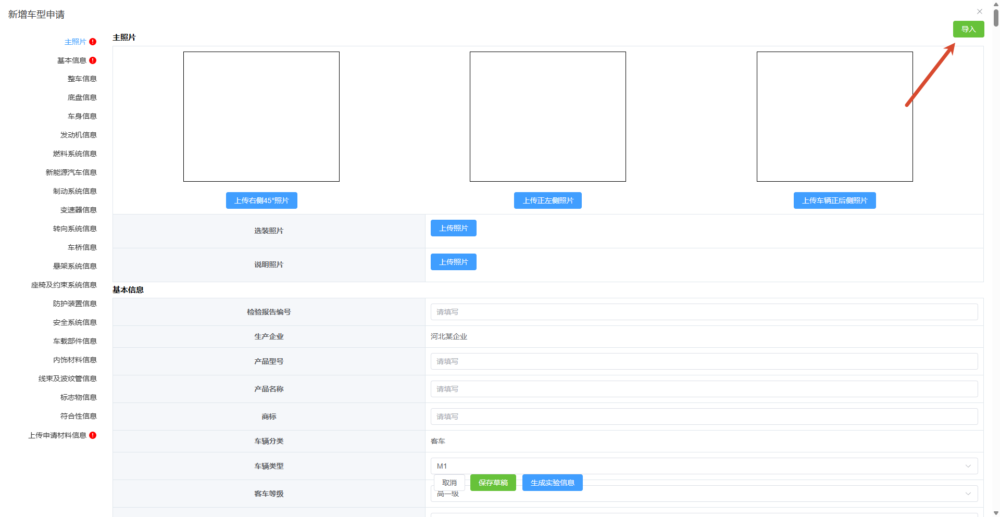 新增车型申请
导入
主照片
基本信息
整车信息
底盘信息
车身信息
发动机信息
燃料系统信息
新能源汽车信息
制动系统信息
变速器信息
转向系统信息
车桥信息
悬架系统信息
座椅及约束系统信息
防护装置信息
安全系统信息
车载部件信息
内饰材料信息
线束及波纹管信息
标志物信息
符合性信息
上传申请材料信息
主照片
上传右侧45°照片
上传正左侧照片
上传车辆正后侧照片
选装照片
上传照片
说明照片
上传照片
基本信息
检验报告编号
请填写
生产企业
河北某企业
产品型号
请填写
产品名称
请填写
商标
请填写
车辆分类
客车
车辆类型
M1
客车等级
高一级
取消
保存草稿
生成实验信息